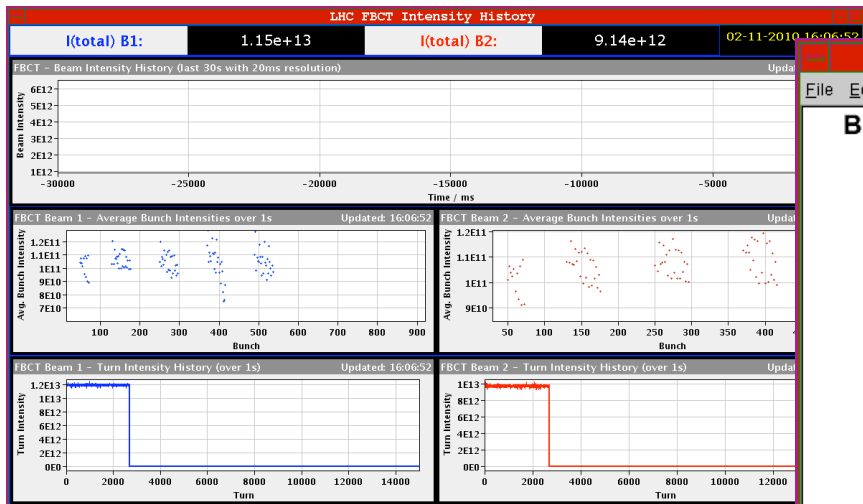 LHC FBCT Intensity History
I(total) B1: 1.15e+13 I(total) B2: 9.14e+12 02-11-2010 16:06:52
FBCT - Beam Intensity History (last 30s with 20ms resolution) Updat
File E
B
Beam Intensity
6E12
5E12
4E12
3E12
2E12
1E12
-30000 -25000 -20000 -15000 -10000 -5000
Time / ms
FBCT Beam 1 - Average Bunch Intensities over 1s Updated: 16:06:52
Avg. Bunch Intensity
1.2E11
1.1E11
1E11
9E10
8E10
7E10
100 200 300 400 500 600 700 800 900
Bunch
FBCT Beam 2 - Average Bunch Intensities over 1s Updat
Avg. Bunch Intensity
1.2E11
1.1E11
1E11
9E10
50 100 150 200 250 300 350 400
Bunch
FBCT Beam 1 - Turn Intensity History (over 1s) Updated: 16:06:52
Turn Intensity
1.2E13
1E13
8E12
6E12
4E12
2E12
0E0
0 2000 4000 6000 8000 10000 12000 14000
Turn
FBCT Beam 2 - Turn Intensity History (over 1s) Updat
Turn Intensity
1E13
8E12
6E12
4E12
2E12
0E0
0 2000 4000 6000 8000 10000 12000
Turn